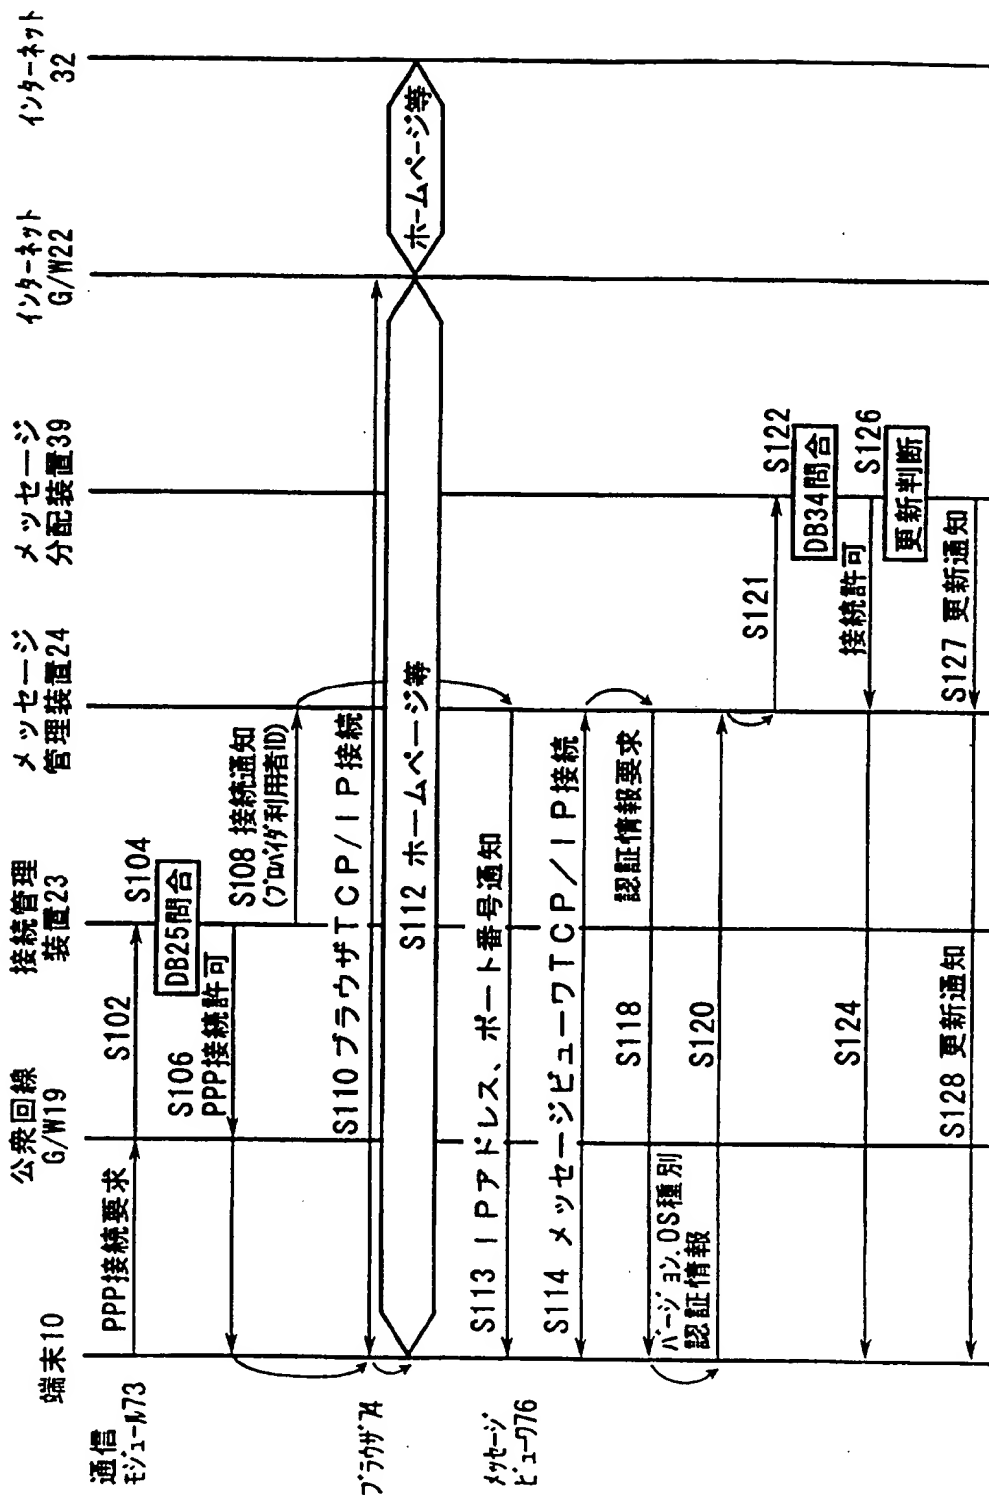 端末10
公衆回線
G/W19
接続管理
装置23
メッセージ
管理装置24
メッセージ
分配装置39
インターネット
G/W22
インターネット
32
通信
モジュール73
PPP接続要求
S102
S104
DB25問合
S106
PPP接続許可
S108 接続通知
(プロバイダ利用者ID)
ブラウザ74
S110 ブラウザTCP/IP接続
S112 ホームページ等
ホームページ等
メッセージ
ビューワ76
S113 IPアドレス、ポート番号通知
S114 メッセージビューワTCP/IP接続
S118
認証情報要求
バージョン.OS種別
認証情報
S120
S121
S122
DB34問合
S124
接続許可
S126
更新判断
S127 更新通知
S128 更新通知